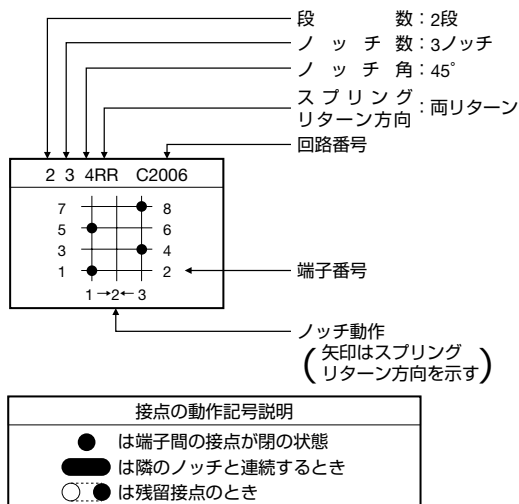 段 数：2段
ノッチ数：3ノッチ
ノッチ角：45°
スプリング
リターン方向：両リターン
回路番号
2 3 4RR C2006
7 8
5 6
3 4
1 2
端子番号
1→2←3
ノッチ動作
(矢印はスプリング
リターン方向を示す)
接点の動作記号説明
は端子間の接点が閉の状態
は隣のノッチと連続するとき
は残留接点のとき